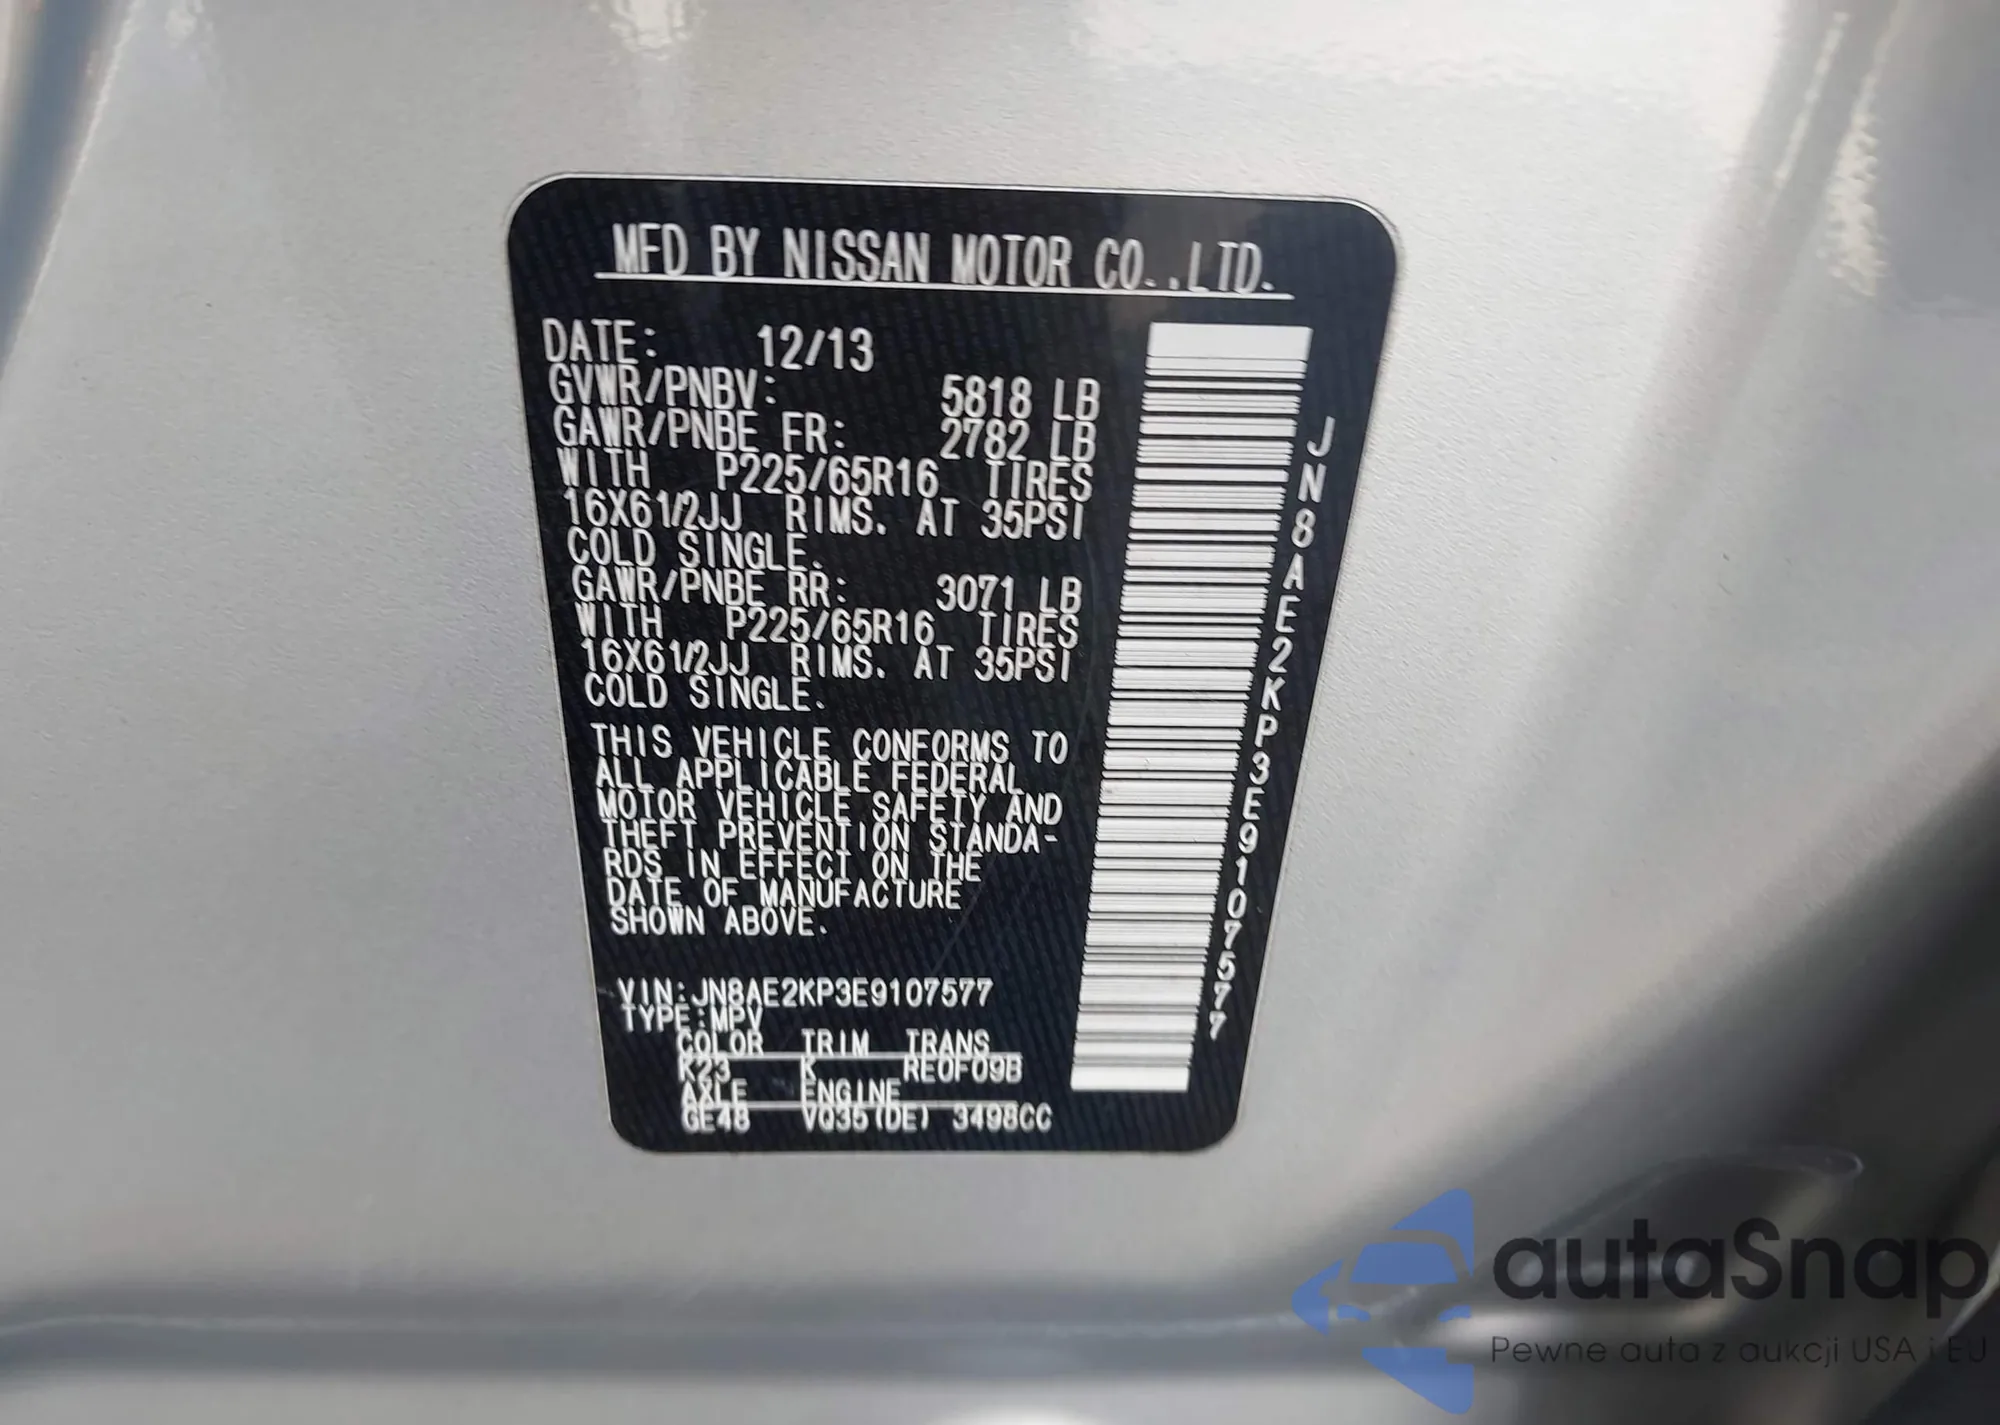 MFD BY NISSAN MOTOR CO.,LTD.
DATE: 12/13
GVWR/PNBV: 5818 LB
GAWR/PNBE FR: 2782 LB
WITH P225/65R16 TIRES
16X61/2JJ RIMS. AT 35PSI
COLD SINGLE.
GAWR/PNBE RR: 3071 LB
WITH P225/65R16 TIRES
16X61/2JJ RIMS. AT 35PSI
COLD SINGLE.
THIS VEHICLE CONFORMS TO
ALL APPLICABLE FEDERAL
MOTOR VEHICLE SAFETY AND
THEFT PREVENTION STANDA-
RDS IN EFFECT ON THE
DATE OF MANUFACTURE
SHOWN ABOVE.
VIN:JN8AE2KP3E9107577
TYPE:MPV
COLOR TRIM TRANS
K23 K RE0F09B
AXLE ENGINE
GE48 VQ35(DE) 3498CC
JN8AE2KP3E9107577
autaSnap
Pewne auta z aukcji USA i EU